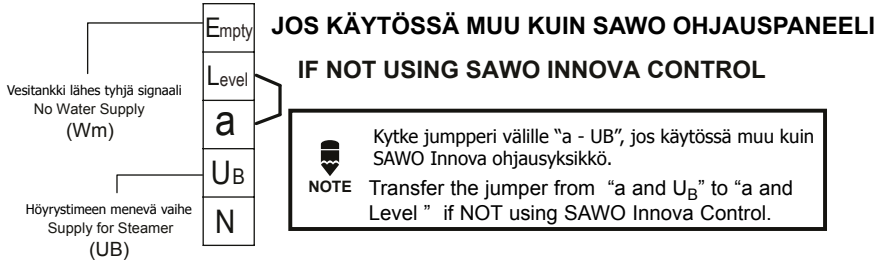 Empty
Level
a
UB
N
Vesitankki lähes tyhjä signaali
No Water Supply
(Wm)
Höyrystimeen menevä vaihe
Supply for Steamer
(UB)
JOS KÄYTÖSSÄ MUU KUIN SAWO OHJAUSPANEELI
IF NOT USING SAWO INNOVA CONTROL
NOTE
Kytke jumpperi välille “a - UB”, jos käytössä muu kuin
SAWO Innova ohjausyksikkö.
Transfer the jumper from “a and UB” to “a and
Level ” if NOT using SAWO Innova Control.